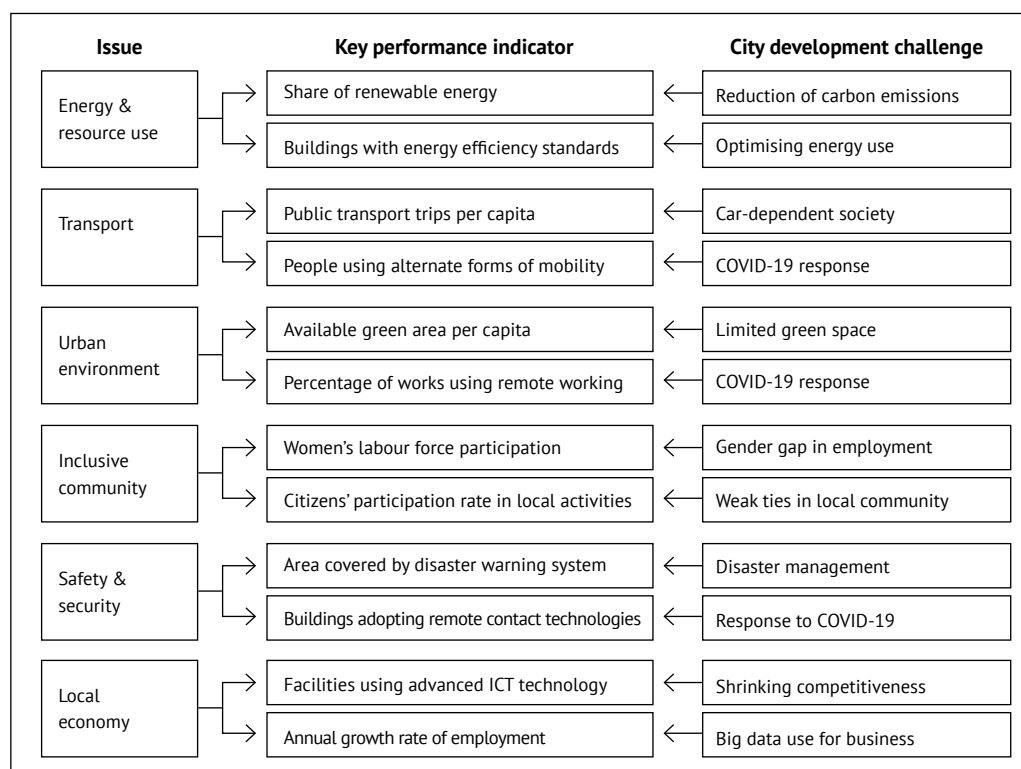 Issue
Key performance indicator
City development challenge
Energy &
resource use
Share of renewable energy
Reduction of carbon emissions
Buildings with energy efficiency standards
Optimising energy use
Transport
Public transport trips per capita
Car-dependent society
People using alternate forms of mobility
COVID-19 response
Urban
environment
Available green area per capita
Limited green space
Percentage of works using remote working
COVID-19 response
Inclusive
community
Women’s labour force participation
Gender gap in employment
Citizens’ participation rate in local activities
Weak ties in local community
Safety &
security
Area covered by disaster warning system
Disaster management
Buildings adopting remote contact technologies
Response to COVID-19
Local
economy
Facilities using advanced ICT technology
Shrinking competitiveness
Annual growth rate of employment
Big data use for business